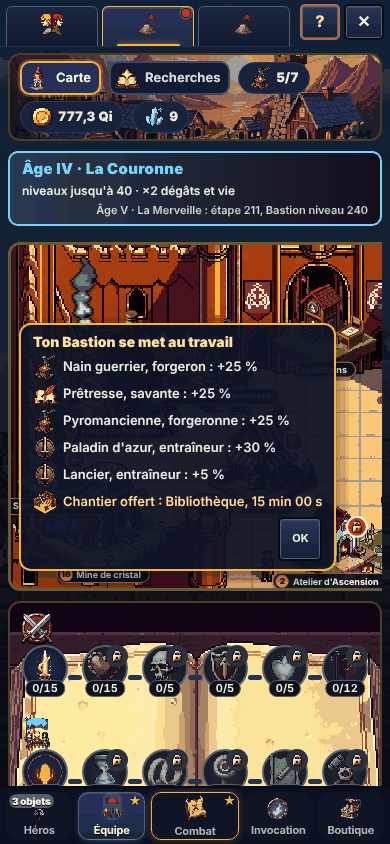 ?
×
Carte
Recherches
5/7
777,3 Qi
9
Âge IV · La Couronne
niveaux jusqu'à 40 · ×2 dégâts et vie
Âge V · La Merveille : étape 211, Bastion niveau 240
Ton Bastion se met au travail
Nain guerrier, forgeron : +25 %
Prêtresse, savante : +25 %
Pyromancienne, forgeronne : +25 %
Paladin d'azur, entraîneur : +30 %
Lancier, entraîneur : +5 %
Chantier offert : Bibliothèque, 15 min 00 s
OK
Mine de cristal
2 Atelier d'Ascension
0/15
0/15
0/5
0/5
0/5
0/12
3 objets
Héros
Équipe
Combat
Invocation
Boutique